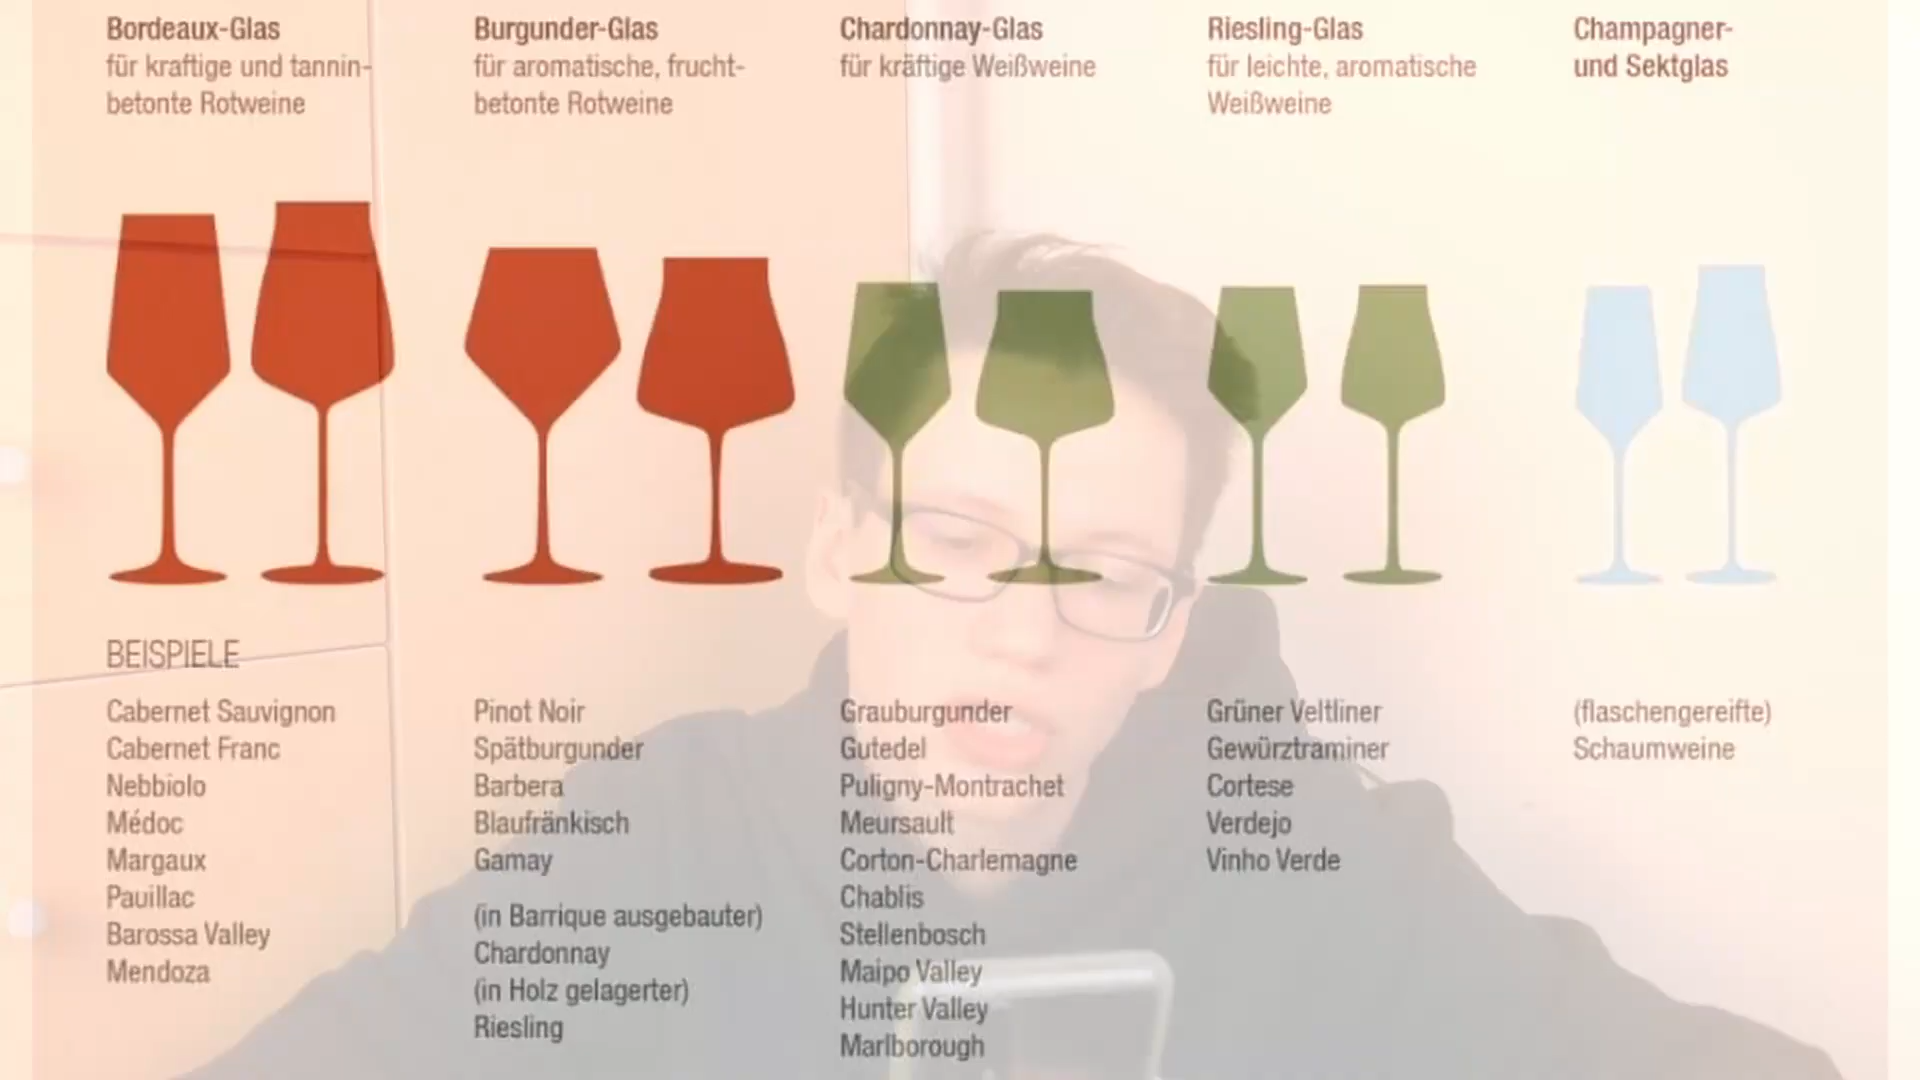 Bordeaux-Glas
für kraftige und tannin-
betonte Rotweine
Burgunder-Glas
für aromatische, frucht-
betonte Rotweine
Chardonnay-Glas
für kräftige Weißweine
Riesling-Glas
für leichte, aromatische
Weißweine
Champagner-
und Sektglas
BEISPIELE
Cabernet Sauvignon
Cabernet Franc
Nebbiolo
Médoc
Margaux
Pauillac
Barossa Valley
Mendoza
Pinot Noir
Spätburgunder
Barbera
Blaufränkisch
Gamay
(in Barrique ausgebauter)
Chardonnay
(in Holz gelagerter)
Riesling
Grauburgunder
Gutedel
Puligny-Montrachet
Meursault
Corton-Charlemagne
Chablis
Stellenbosch
Maipo Valley
Hunter Valley
Marlborough
Grüner Veltliner
Gewürztraminer
Cortese
Verdejo
Vinho Verde
(flaschengereifte)
Schaumweine